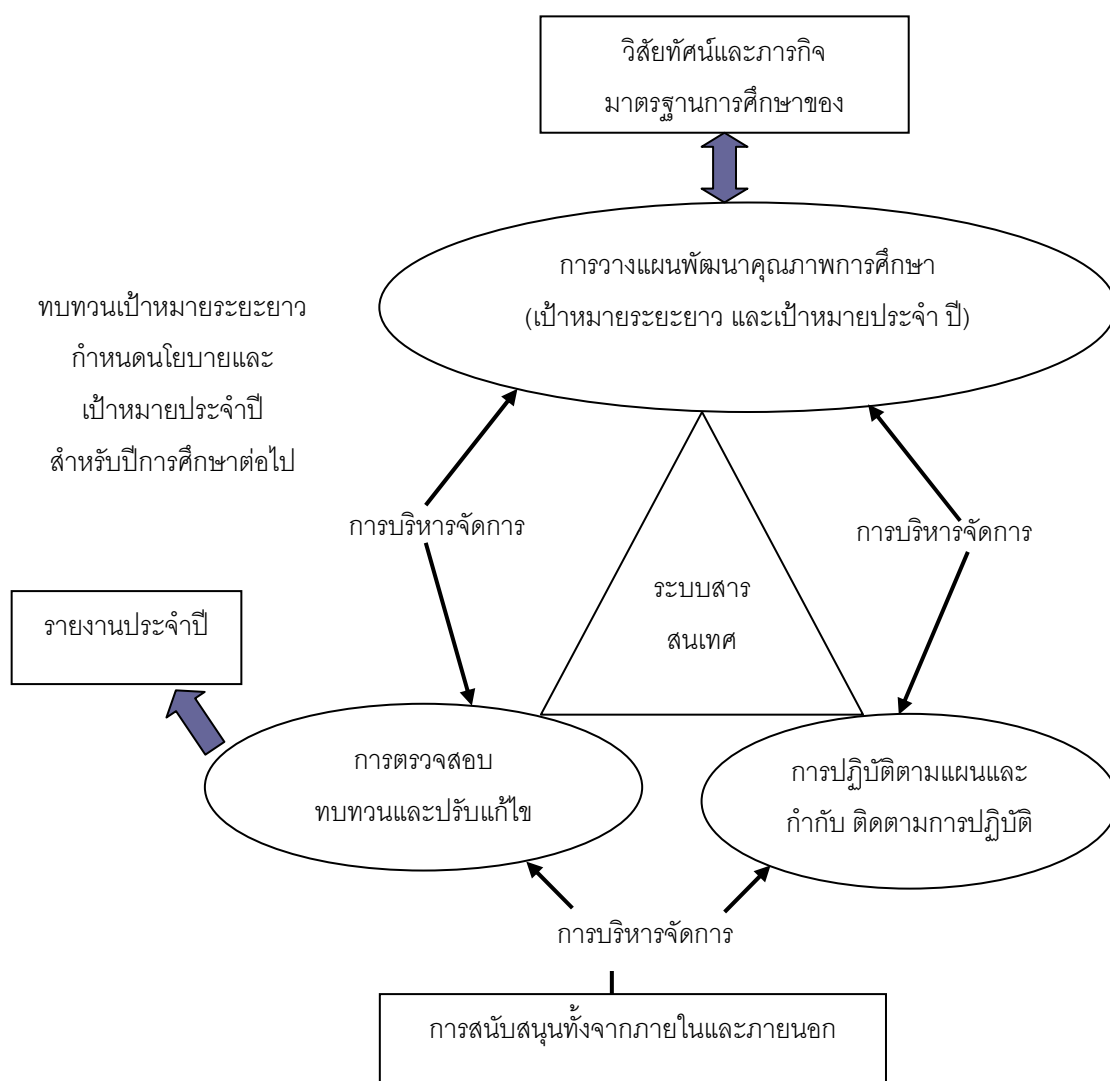 วิสัยทัศน์และภารกิจ
มาตรฐานการศึกษาของ
การวางแผนพัฒนาคุณภาพการศึกษา
(เป้าหมายระยะยาว และเป้าหมายประจำ ปี)
ทบทวนเป้าหมายระยะยาว
กำหนดนโยบายและ
เป้าหมายประจำปี
สำหรับปีการศึกษาต่อไป
การบริหารจัดการ
การบริหารจัดการ
ระบบสาร
สนเทศ
รายงานประจำปี
การตรวจสอบ
ทบทวนและปรับแก้ไข
การปฏิบัติตามแผนและ
กำกับ ติดตามการปฏิบัติ
การบริหารจัดการ
การสนับสนุนทั้งจากภายในและภายนอก